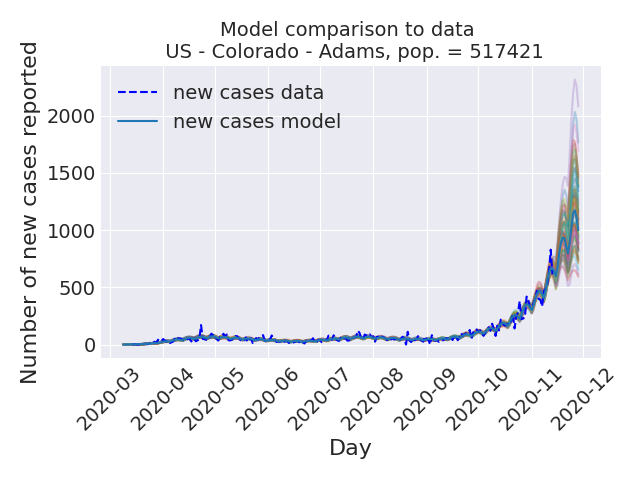 Model comparison to data
US - Colorado - Adams, pop. = 517421
Number of new cases reported
2000
1500
1000
500
0
new cases data
new cases model
2020-03
2020-04
2020-05
2020-06
2020-07
2020-08
2020-09
2020-10
2020-11
2020-12
Day